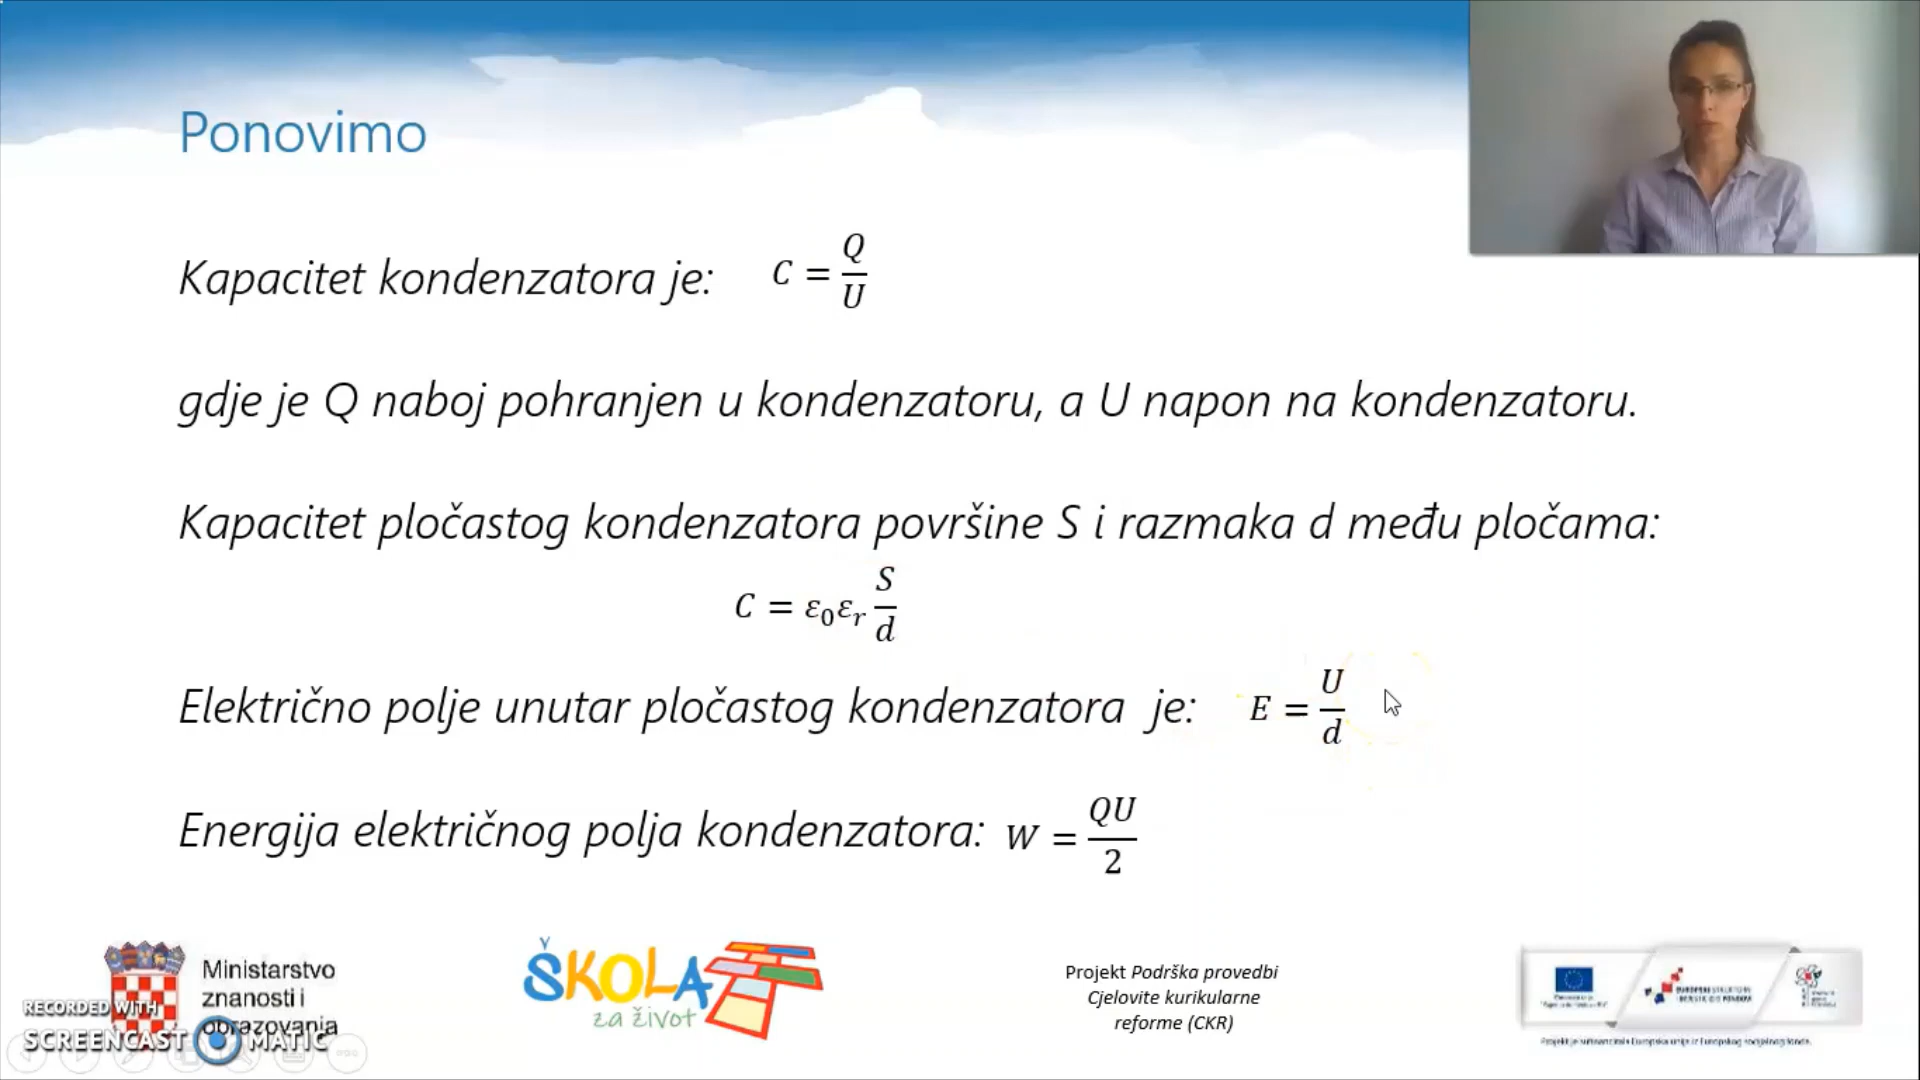 Ponovimo
Kapacitet kondenzatora je: C = Q/U
gdje je Q naboj pohranjen u kondenzatoru, a U napon na kondenzatoru.
Kapacitet pločastog kondenzatora površine S i razmaka d među pločama:
C = ε₀εᵣ S/d
Električno polje unutar pločastog kondenzatora je: E = U/d
Energija električnog polja kondenzatora: W = QU/2
Ministarstvo
znanosti i
obrazovanja
RECORDED WITH
SCREENCAST MATIC
ŠKOLA
za život
Projekt Podrška provedbi
Cjelovite kurikularne
reforme (CKR)